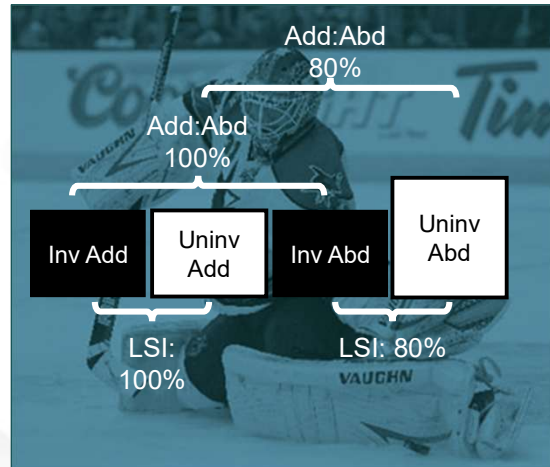 Add:Abd
80%
Add:Abd
100%
VAUGHN
Inv Add
Uninv
Add
Inv Abd
Uninv
Abd
LSI:
100%
LSI: 80%
VAUGHN